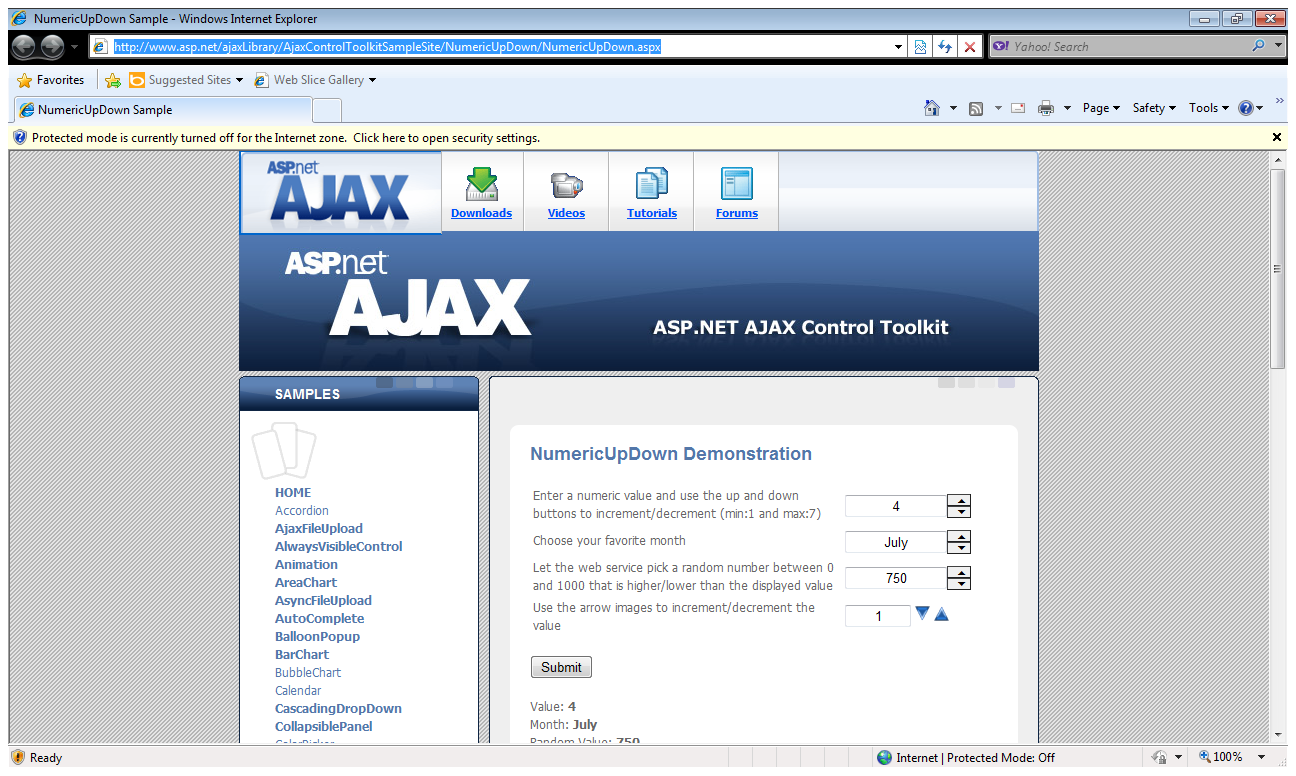 NumericUpDown Sample - Windows Internet Explorer
http://www.asp.net/ajaxLibrary/AjaxControlToolkitSampleSite/NumericUpDown/NumericUpDown.aspx
Yahoo! Search
Favorites
Suggested Sites
Web Slice Gallery
NumericUpDown Sample
Page
Safety
Tools
Protected mode is currently turned off for the Internet zone. Click here to open security settings.
ASP.net
AJAX
Downloads
Videos
Tutorials
Forums
ASP.net
AJAX
ASP.NET AJAX Control Toolkit
SAMPLES
HOME
Accordion
AjaxFileUpload
AlwaysVisibleControl
Animation
AreaChart
AsyncFileUpload
AutoComplete
BalloonPopup
BarChart
BubbleChart
Calendar
CascadingDropDown
CollapsiblePanel
ColorPicker
NumericUpDown Demonstration
Enter a numeric value and use the up and down
buttons to increment/decrement (min:1 and max:7)
4
Choose your favorite month
July
Let the web service pick a random number between 0
and 1000 that is higher/lower than the displayed value
750
Use the arrow images to increment/decrement the
value
1
Submit
Value: 4
Month: July
Random Value: 750
Ready
Internet | Protected Mode: Off
100%